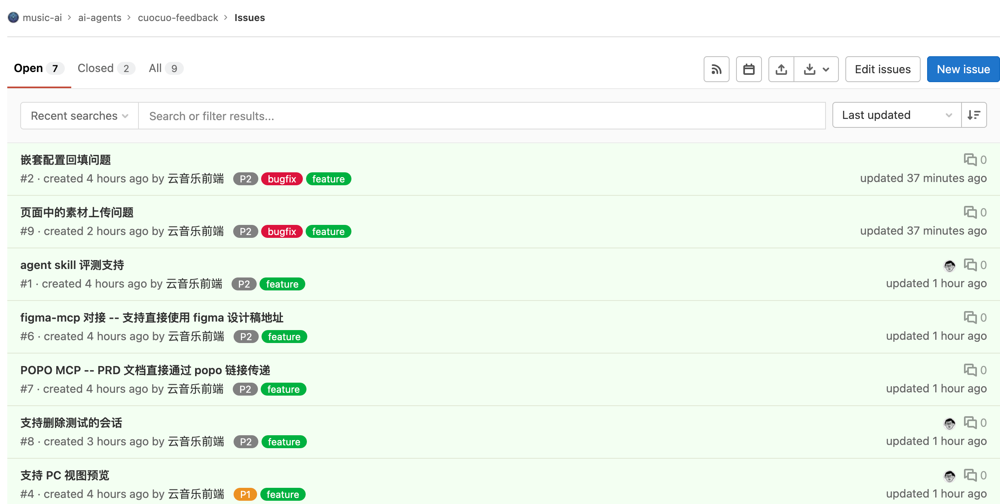 music-ai > ai-agents > cuocuo-feedback > Issues
Open 7 Closed 2 All 9
Edit issues New issue
Recent searches Search or filter results... Last updated
嵌套配置回填问题 0
#2 · created 4 hours ago by 云音乐前端 P2 bugfix feature updated 37 minutes ago
页面中的素材上传问题 0
#9 · created 2 hours ago by 云音乐前端 P2 bugfix feature updated 37 minutes ago
agent skill 评测支持 0
#1 · created 4 hours ago by 云音乐前端 P2 feature updated 1 hour ago
figma-mcp 对接 -- 支持直接使用 figma 设计稿地址 0
#6 · created 4 hours ago by 云音乐前端 P2 feature updated 1 hour ago
POPO MCP -- PRD 文档直接通过 popo 链接传递 0
#7 · created 4 hours ago by 云音乐前端 P2 feature updated 1 hour ago
支持删除测试的会话 0
#8 · created 3 hours ago by 云音乐前端 P2 feature updated 1 hour ago
支持 PC 视图预览 0
#4 · created 4 hours ago by 云音乐前端 P1 feature updated 1 hour ago